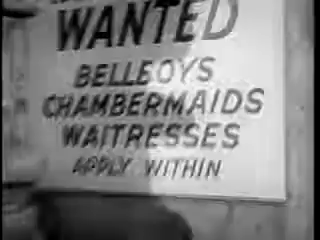 WANTED
BELLBOYS
CHAMBERMAIDS
WAITRESSES
APPLY WITHIN